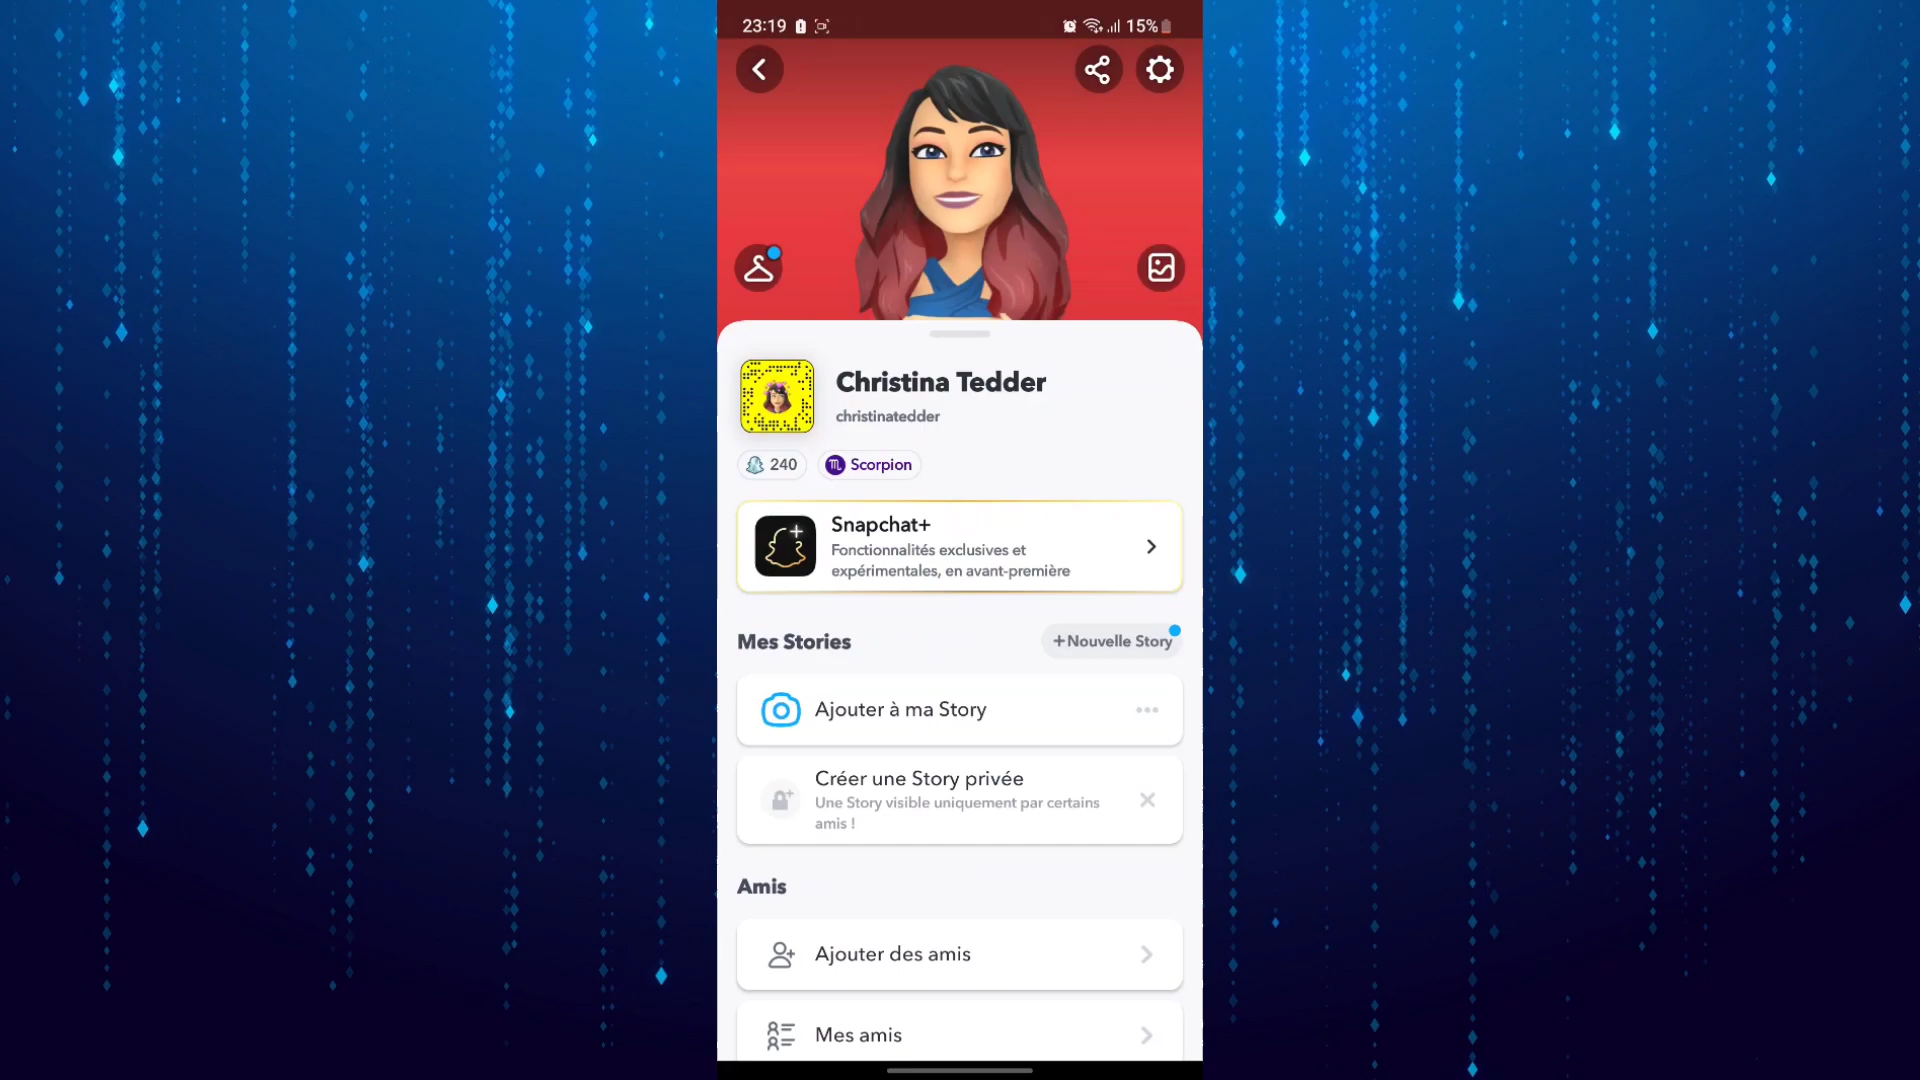 23:19
15%
Christina Tedder
christinatedder
240
Scorpion
Snapchat+
Fonctionnalités exclusives et
expérimentales, en avant-première
Mes Stories
+Nouvelle Story
Ajouter à ma Story
Créer une Story privée
Une Story visible uniquement par certains
amis !
Amis
Ajouter des amis
Mes amis